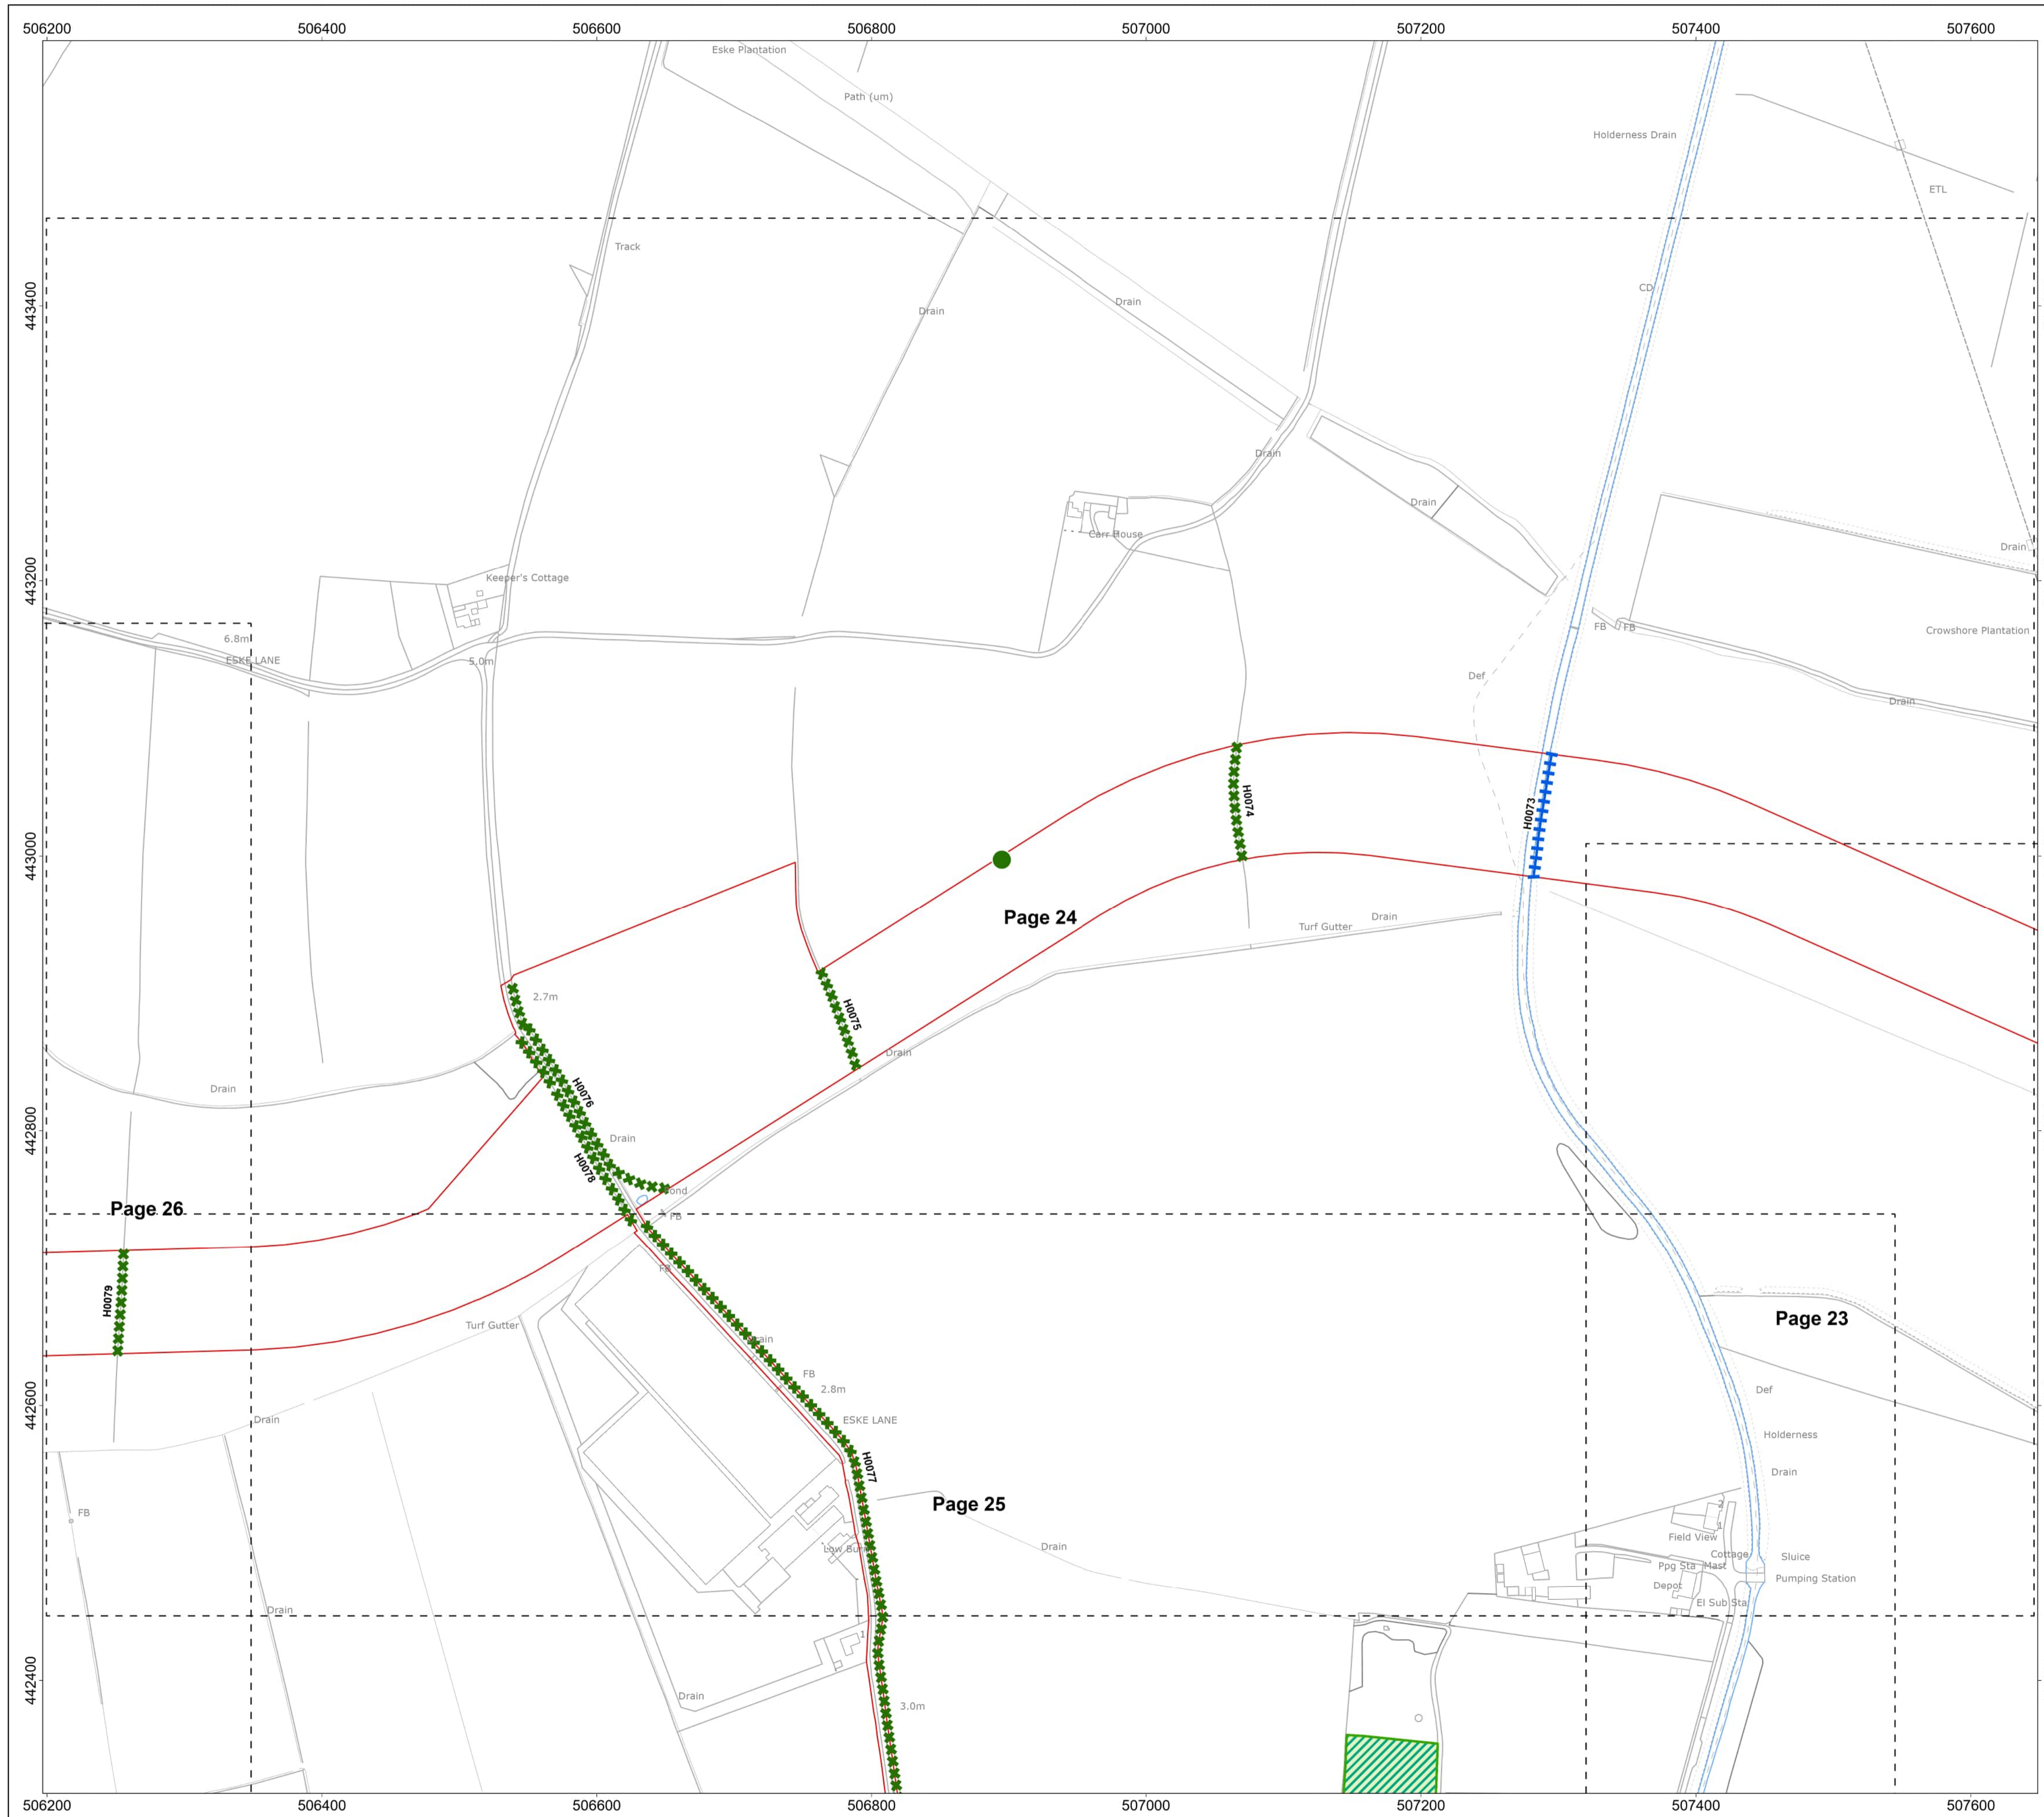 506200 506400 506600 506800 507000 507200 507400 507600
Eske Plantation
Path (um)
Holderness Drain
ETL
Track
CD
443400
Drain
Drain
Drain
Drain
Carr House
Drain
443200
Keeper's Cottage
FB
FB
Crowshore Plantation
6.8m
ESKE LANE
5.0m
Def
Drain
H0074
H0073
443000
Page 24
Turf Gutter
Drain
2.7m
H0075
Drain
Drain
H0076
442800
Drain
H0078
Page 26
FB
H0079
FB
Turf Gutter
Page 23
FB
2.8m
442600
Drain
ESKE LANE
Def
Holderness
Drain
H0077
Page 25
FB
Drain
2
1
Field View
Cottage
Sluice
Ppg Sta
Mast
Pumping Station
Depot
El Sub Sta
Drain
1
442400
Drain
3.0m
506200 506400 506600 506800 507000 507200 507400 507600